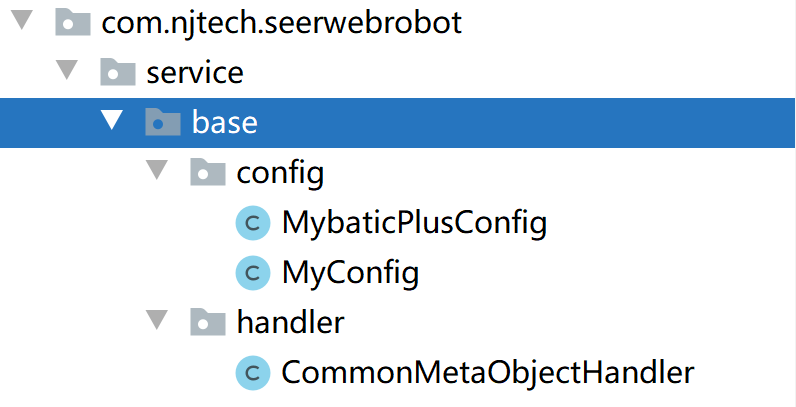 com.njtech.seerwebrobot
service
base
config
C MybaticPlusConfig
C MyConfig
handler
C CommonMetaObjectHandler